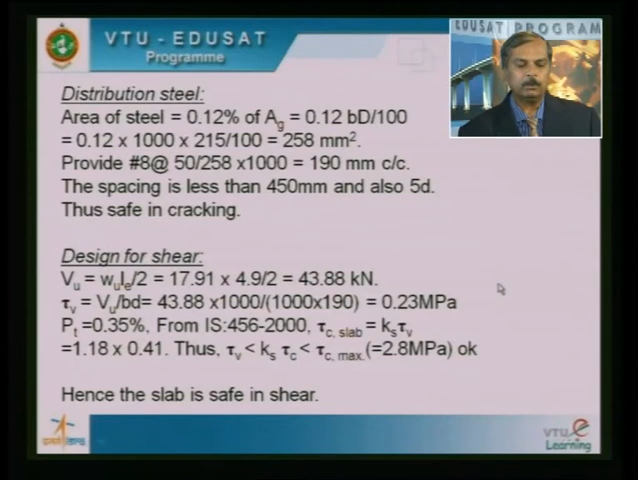 VTU - EDUSAT
Programme
EDUSAT PROGRAM
Distribution steel:
Area of steel = 0.12% of Ag = 0.12 bD/100
= 0.12 x 1000 x 215/100 = 258 mm².
Provide #8@ 50/258 x1000 = 190 mm c/c.
The spacing is less than 450mm and also 5d.
Thus safe in cracking.
Design for shear:
Vu = wule/2 = 17.91 x 4.9/2 = 43.88 kN.
τv = Vu/bd= 43.88 x1000/(1000x190) = 0.23MPa
Pt =0.35%. From IS:456-2000, τc, slab = ksτv
=1.18 x 0.41. Thus, τv < ks τc < τc, max.(=2.8MPa) ok
Hence the slab is safe in shear.
VTU e
Learning